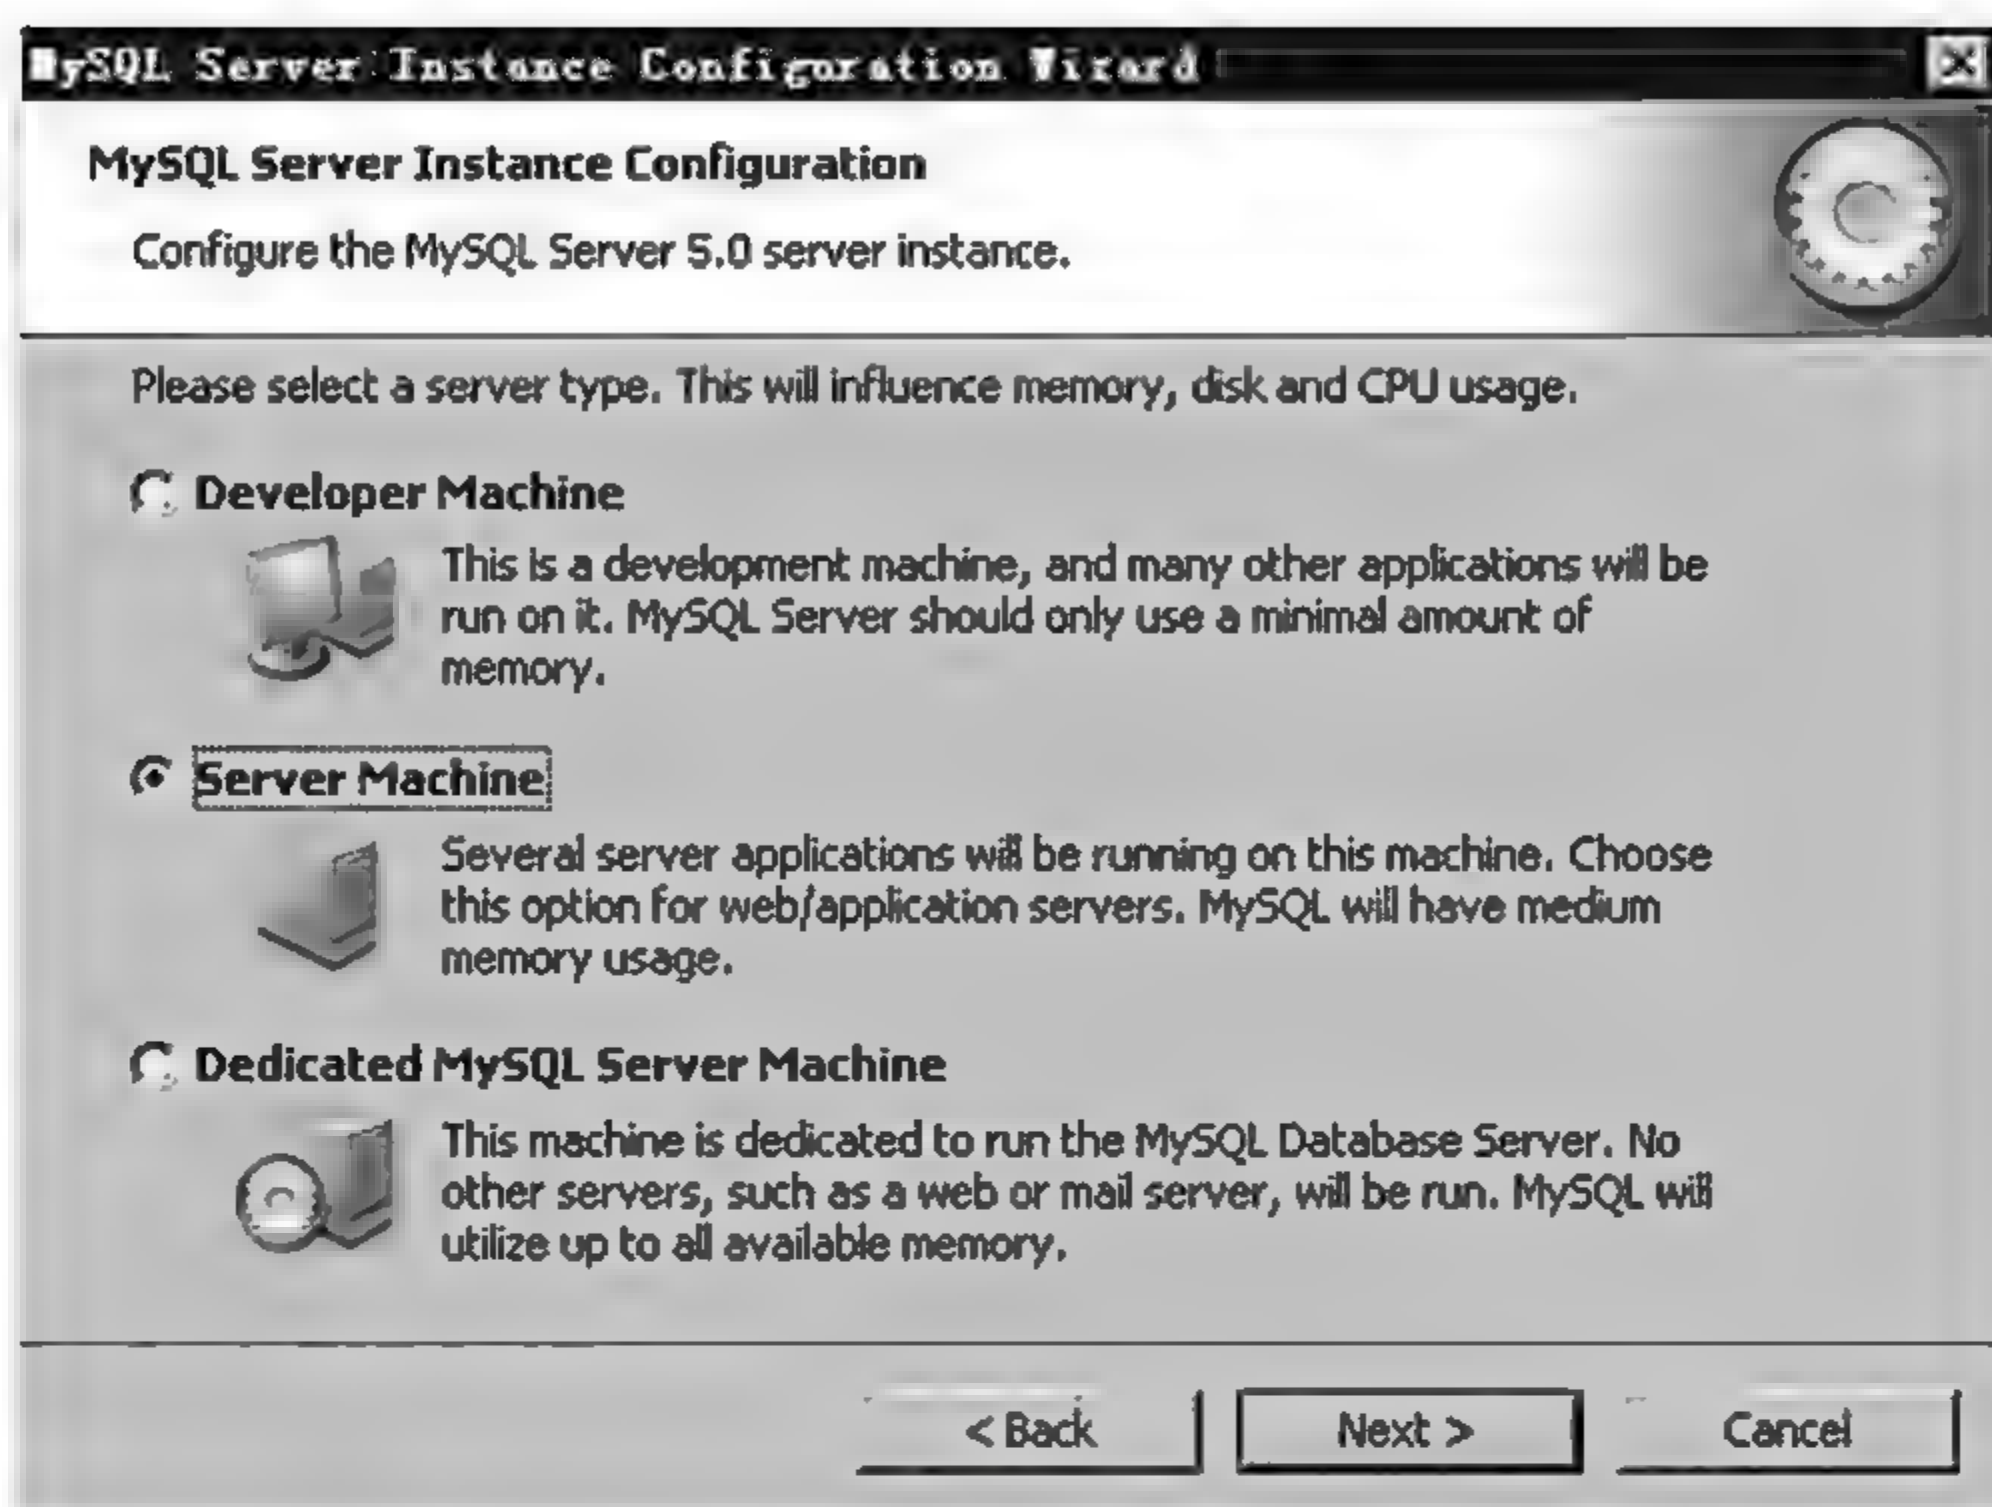 MySQL Server Instance Configuration Wizard
MySQL Server Instance Configuration
Configure the MySQL Server 5.0 server instance.
Please select a server type. This will influence memory, disk and CPU usage.
Developer Machine
This is a development machine, and many other applications will be
run on it. MySQL Server should only use a minimal amount of
memory.
Server Machine
Several server applications will be running on this machine. Choose
this option for web/application servers. MySQL will have medium
memory usage.
Dedicated MySQL Server Machine
This machine is dedicated to run the MySQL Database Server. No
other servers, such as a web or mail server, will be run. MySQL will
utilize up to all available memory.
< Back Next > Cancel